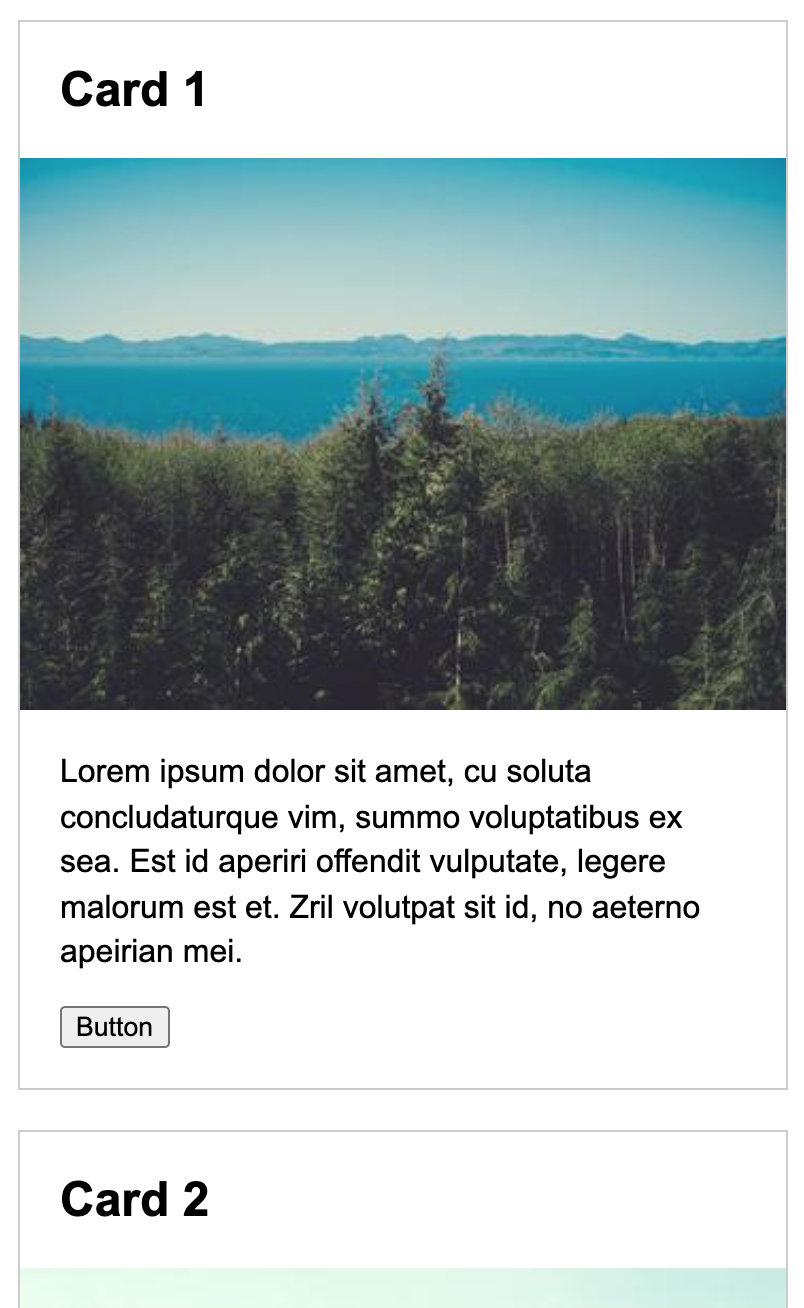 Card 1
Lorem ipsum dolor sit amet, cu soluta
concludaturque vim, summo voluptatibus ex
sea. Est id aperiri offendit vulputate, legere
malorum est et. Zril volutpat sit id, no aeterno
apeirian mei.
Button
Card 2